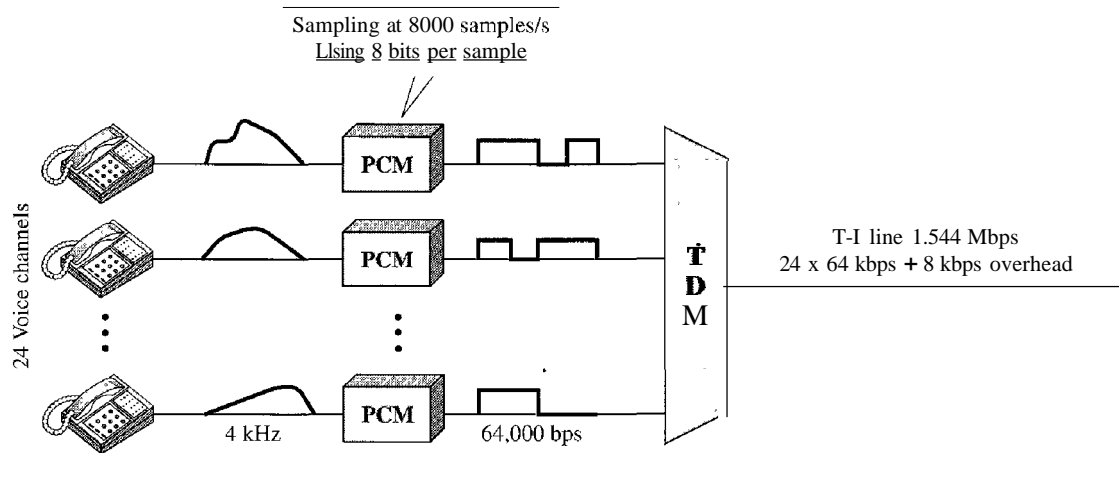 Sampling at 8000 samples/s
Llsing 8 bits per sample
PCM
PCM
24 Voice channels
T
D
M
T-I line 1.544 Mbps
24 x 64 kbps + 8 kbps overhead
PCM
4 kHz
64,000 bps